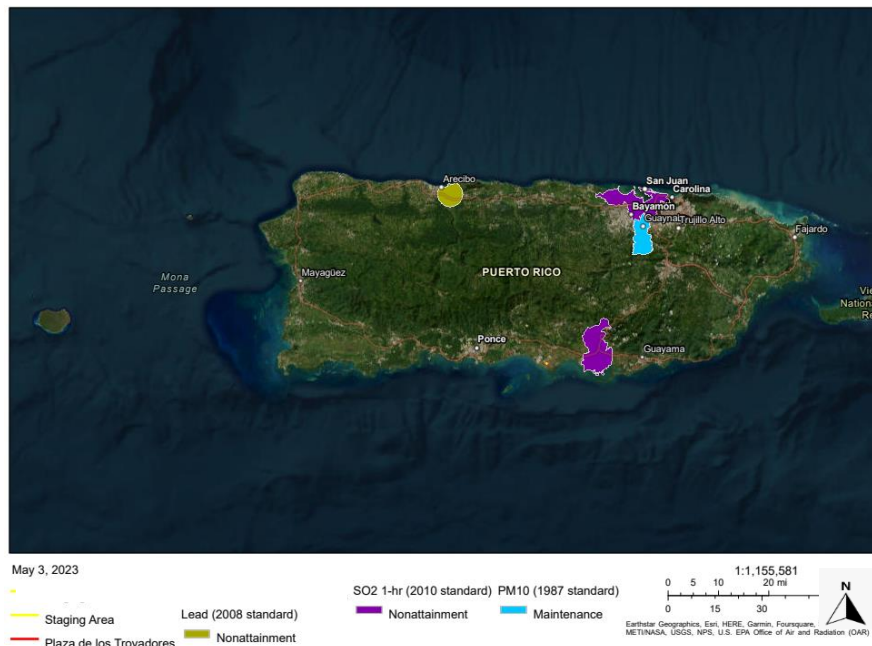 San Juan
Arecibo
Carolina
Bayamón
Trujillo Alto
Fajardo
Mona
Passage
Mayagüez
PUERTO RICO
Ponce
Guayama
May 3, 2023
Staging Area
Plaza de los Trovadores
Lead (2008 standard)
Nonattainment
SO2 1-hr (2010 standard)
Nonattainment
PM10 (1987 standard)
Maintenance
1:1,155,581
0 5 10 20 mi
0 15 30
N
Earthstar Geographics, Esri, HERE, Garmin, Foursquare,
METI/NASA, USGS, NPS, U.S. EPA Office of Air and Radiation (OAR)